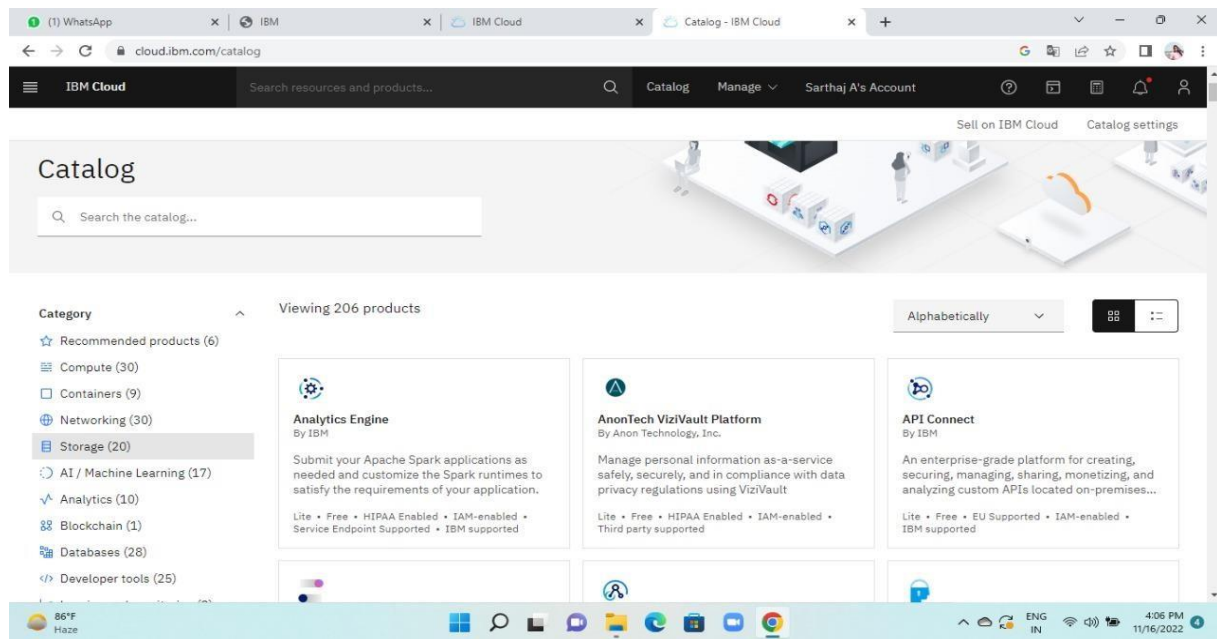 (1) WhatsApp
IBM
IBM Cloud
Catalog - IBM Cloud
cloud.ibm.com/catalog
IBM Cloud
Search resources and products...
Catalog
Manage
Sarthaj A's Account
Sell on IBM Cloud
Catalog settings
Catalog
Search the catalog...
Category
Recommended products (6)
Compute (30)
Containers (9)
Networking (30)
Storage (20)
AI / Machine Learning (17)
Analytics (10)
Blockchain (1)
Databases (28)
Developer tools (25)
Viewing 206 products
Alphabetically
Analytics Engine
By IBM
Submit your Apache Spark applications as
needed and customize the Spark runtimes to
satisfy the requirements of your application.
Lite • Free • HIPAA Enabled • IAM-enabled •
Service Endpoint Supported • IBM supported
AnonTech ViziVault Platform
By Anon Technology, Inc.
Manage personal information as-a-service
safely, securely, and in compliance with data
privacy regulations using ViziVault
Lite • Free • HIPAA Enabled • IAM-enabled •
Third party supported
API Connect
By IBM
An enterprise-grade platform for creating,
securing, managing, sharing, monetizing, and
analyzing custom APIs located on-premises...
Lite • Free • EU Supported • IAM-enabled •
IBM supported
86°F
Haze
ENG
IN
4:06 PM
11/16/2022
4